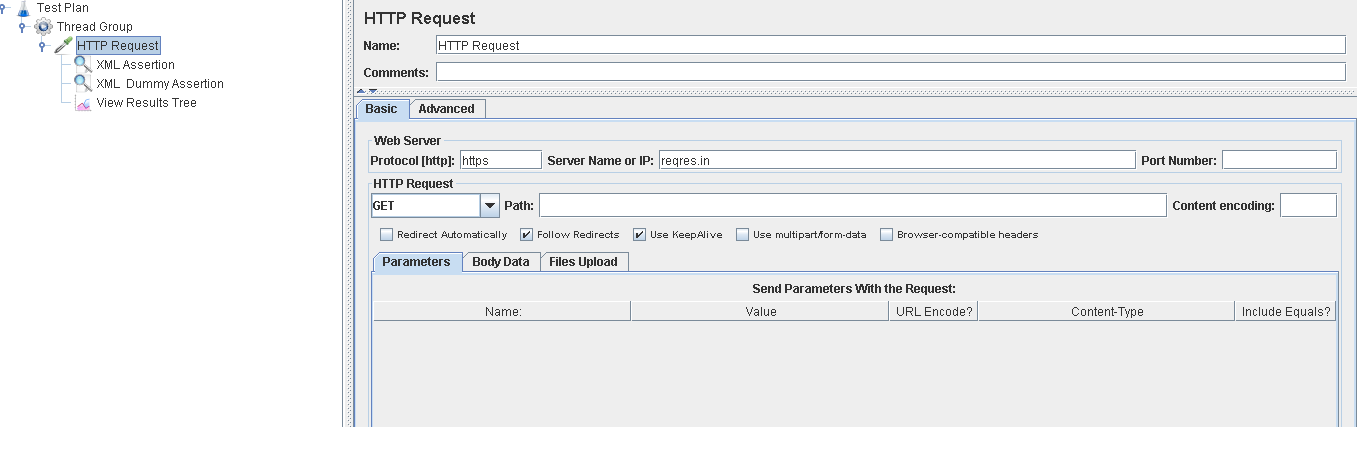 Test Plan
Thread Group
HTTP Request
XML Assertion
XML  Dummy Assertion
View Results Tree
HTTP Request
Name: HTTP Request
Comments:
Basic Advanced
Web Server
Protocol [http]: https Server Name or IP: reqres.in Port Number:
HTTP Request
GET Path: Content encoding:
Redirect Automatically Follow Redirects Use KeepAlive Use multipart/form-data Browser-compatible headers
Parameters Body Data Files Upload
Send Parameters With the Request:
Name: Value URL Encode? Content-Type Include Equals?